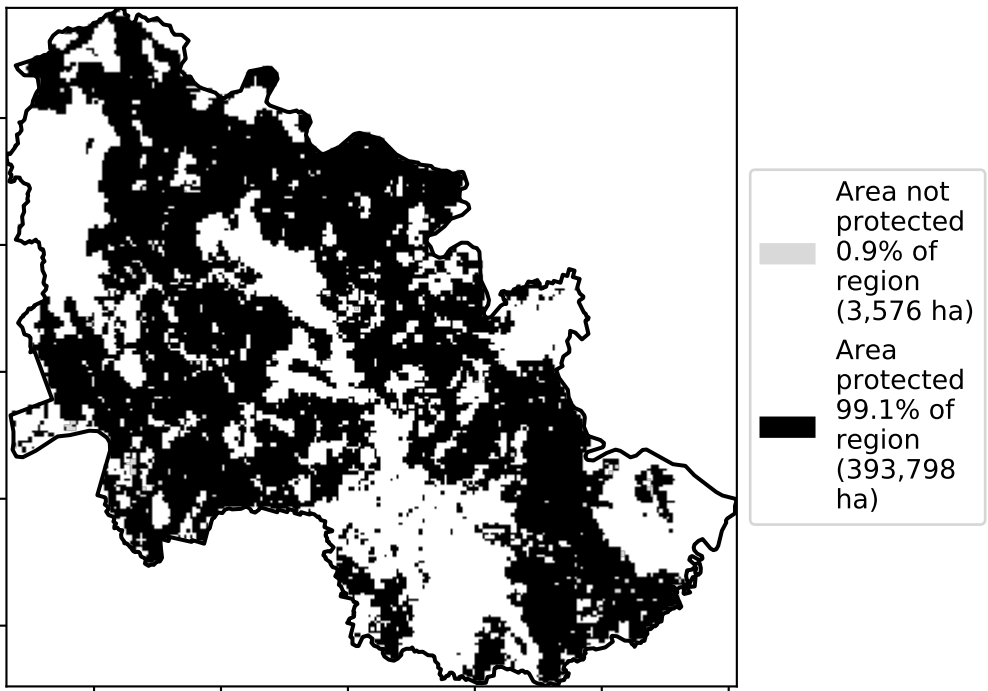 Area not
protected
0.9% of
region
(3,576 ha)
Area
protected
99.1% of
region
(393,798
ha)